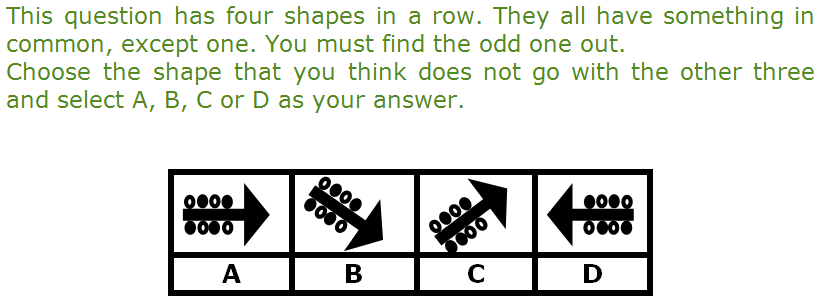 This question has four shapes in a row. They all have something in
common, except one. You must find the odd one out.
Choose the shape that you think does not go with the other three
and select A, B, C or D as your answer.
A B C D